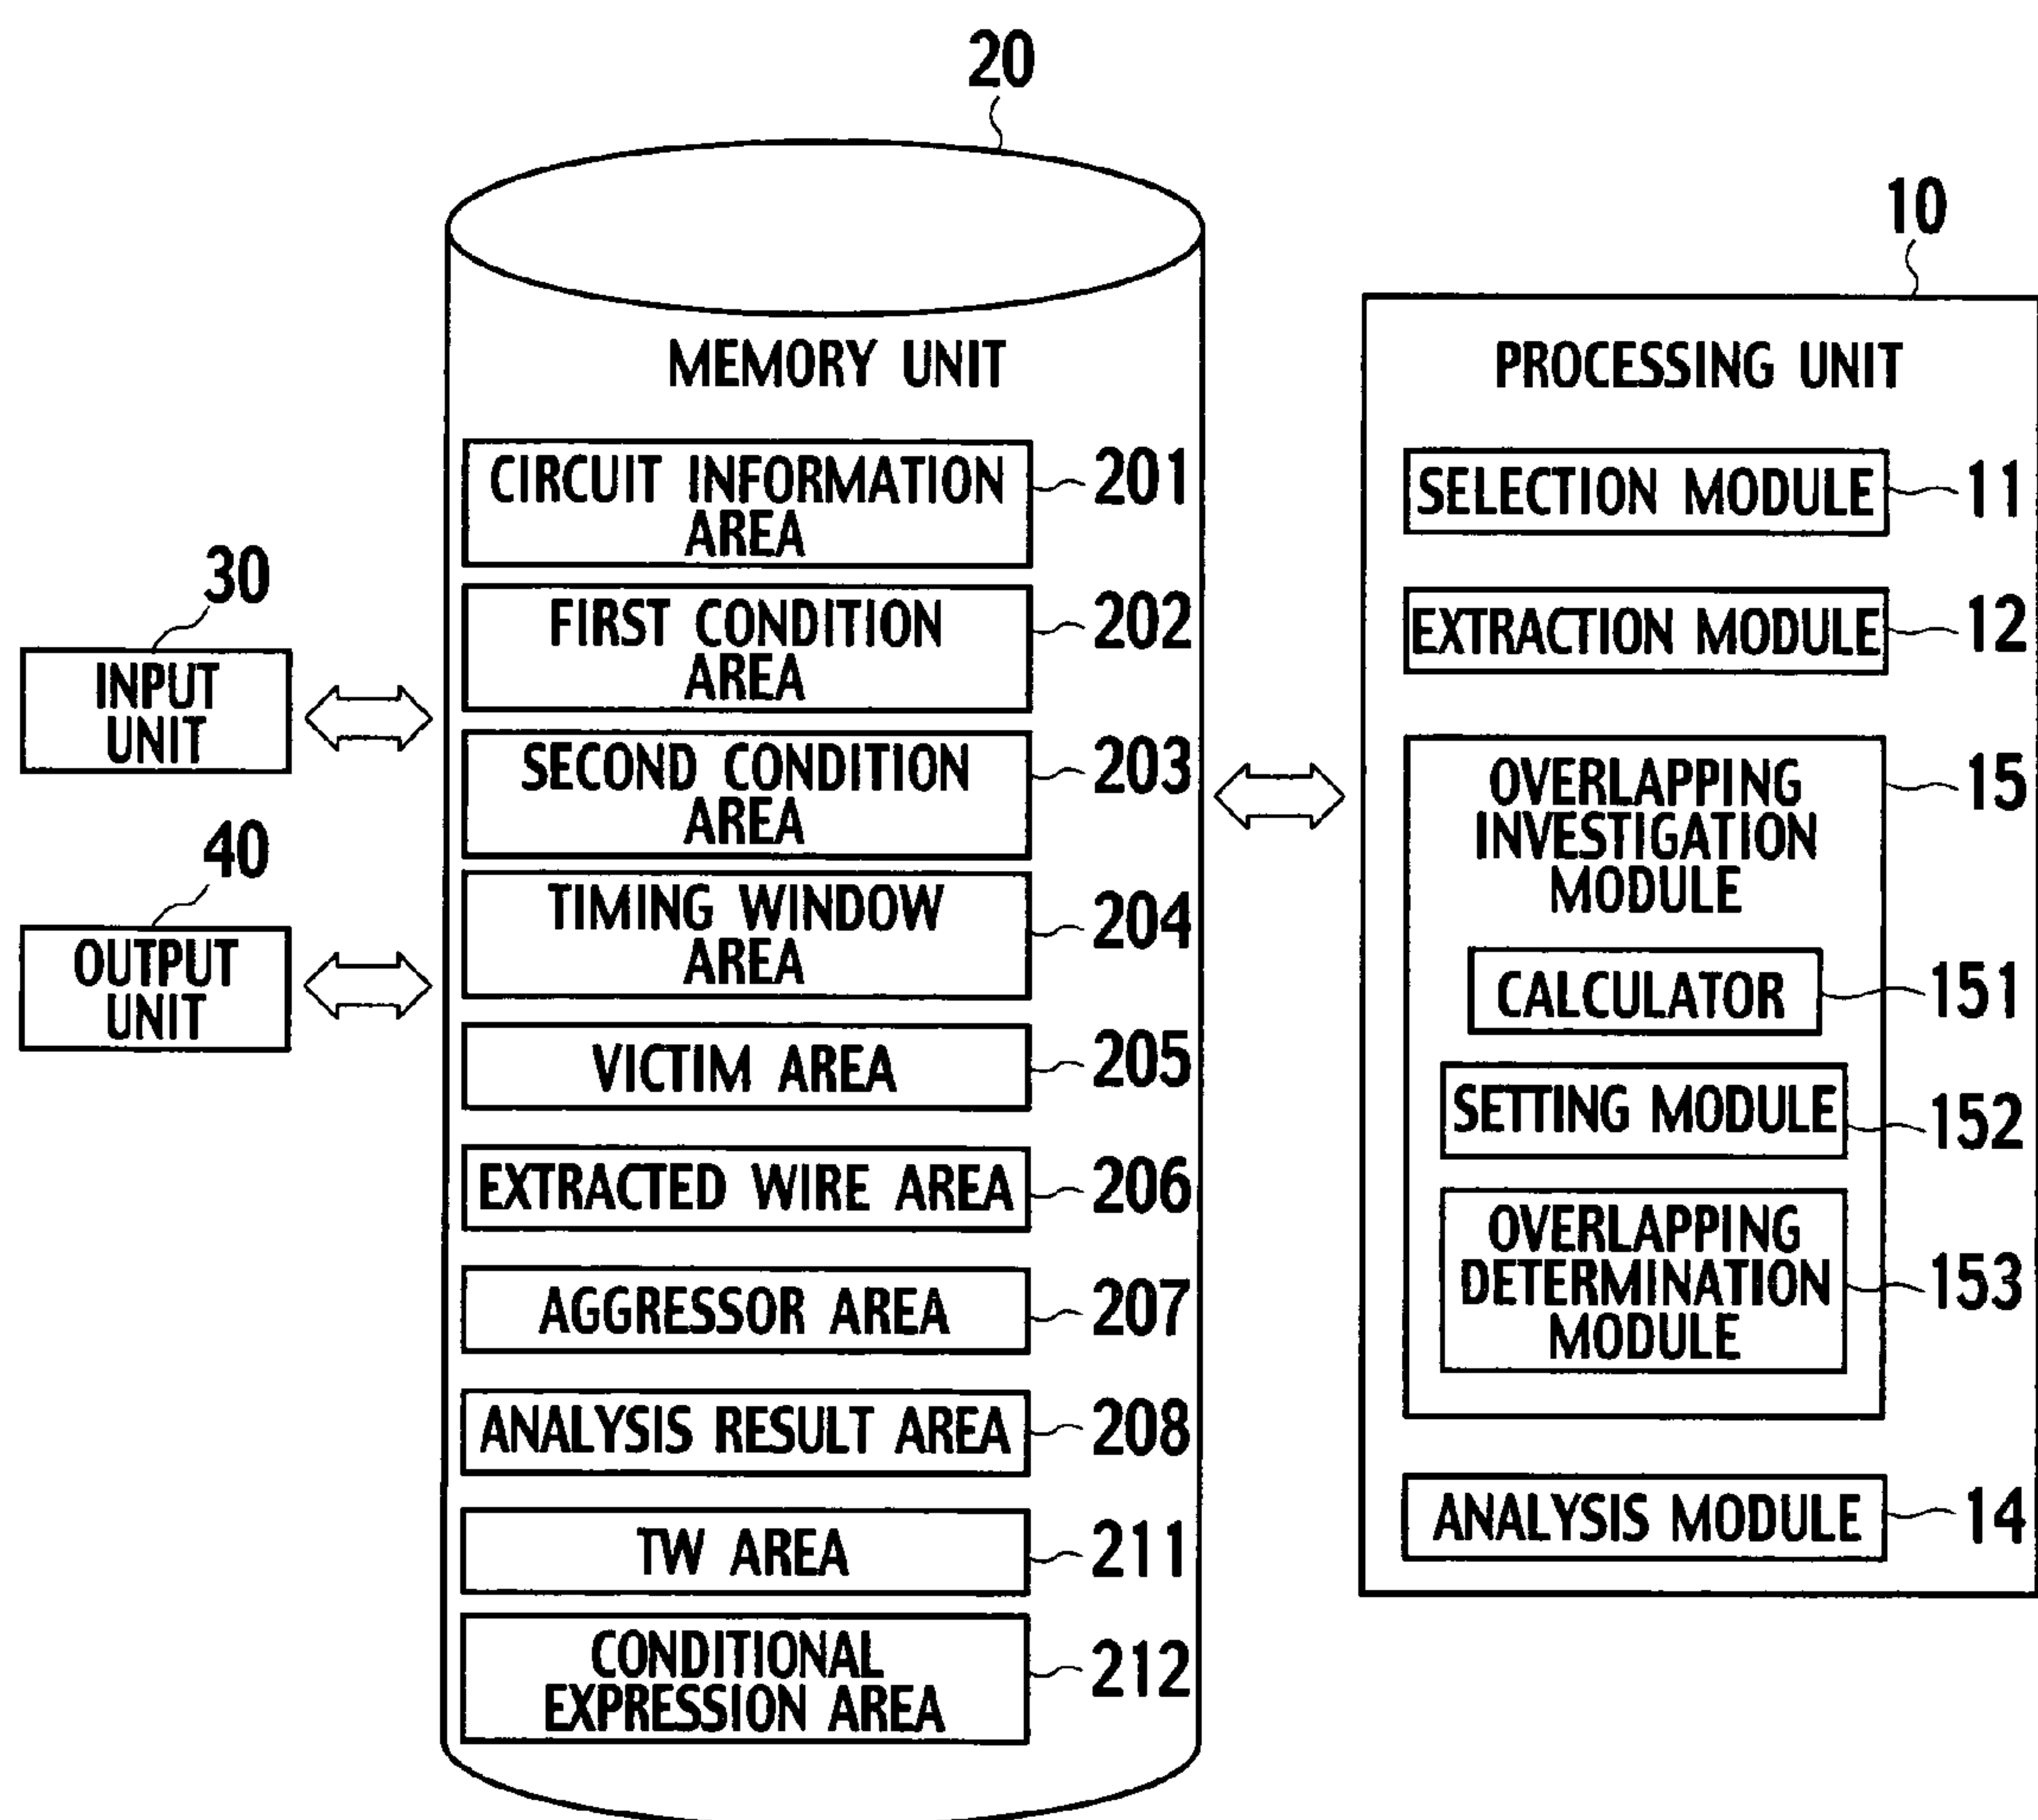 20
10
MEMORY UNIT
CIRCUIT INFORMATION
AREA
201
FIRST CONDITION
AREA
202
SECOND CONDITION
AREA
203
TIMING WINDOW
AREA
204
VICTIM AREA
205
EXTRACTED WIRE AREA
206
AGGRESSOR AREA
207
ANALYSIS RESULT AREA
208
TW AREA
211
CONDITIONAL
EXPRESSION AREA
212
30
INPUT
UNIT
40
OUTPUT
UNIT
PROCESSING UNIT
SELECTION MODULE
11
EXTRACTION MODULE
12
OVERLAPPING
INVESTIGATION
MODULE
15
CALCULATOR
151
SETTING MODULE
152
OVERLAPPING
DETERMINATION
MODULE
153
ANALYSIS MODULE
14